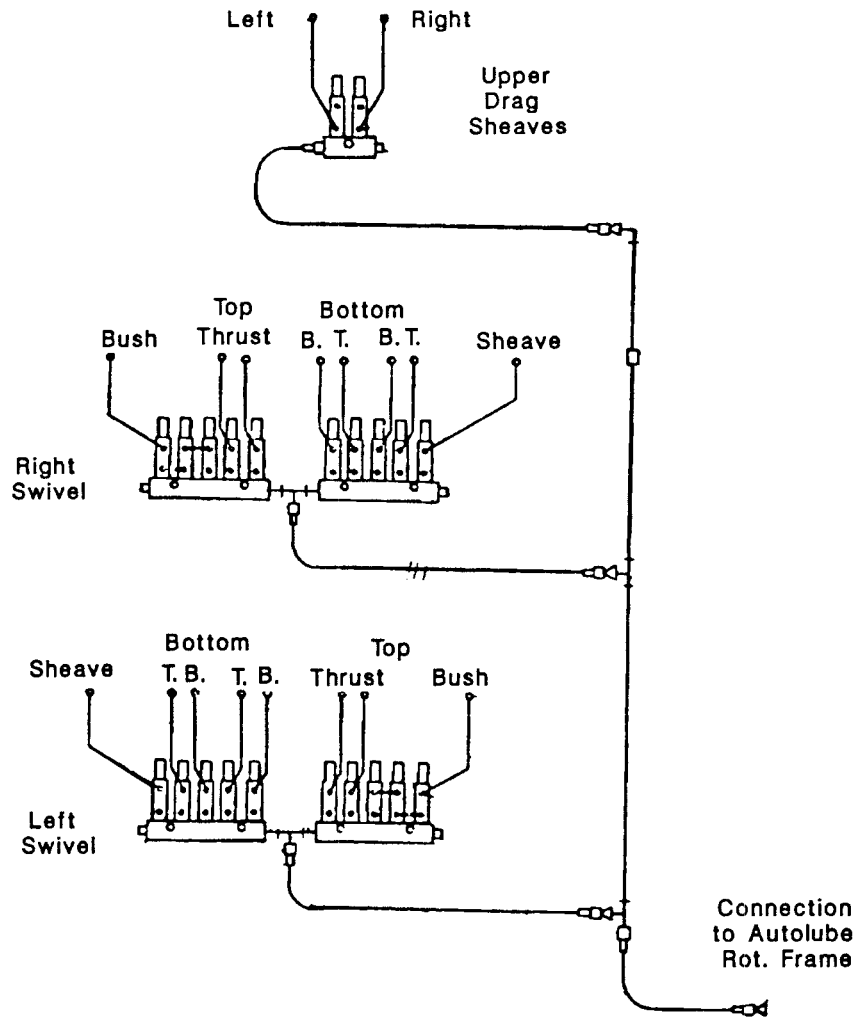 Left Right
Upper
Drag
Sheaves
Top Bottom
Bush Thrust B. T. B. T. Sheave
Right
Swivel
Bottom Top
Sheave T. B. T. B. Thrust Bush
Left
Swivel
Connection
to Autolube
Rot. Frame